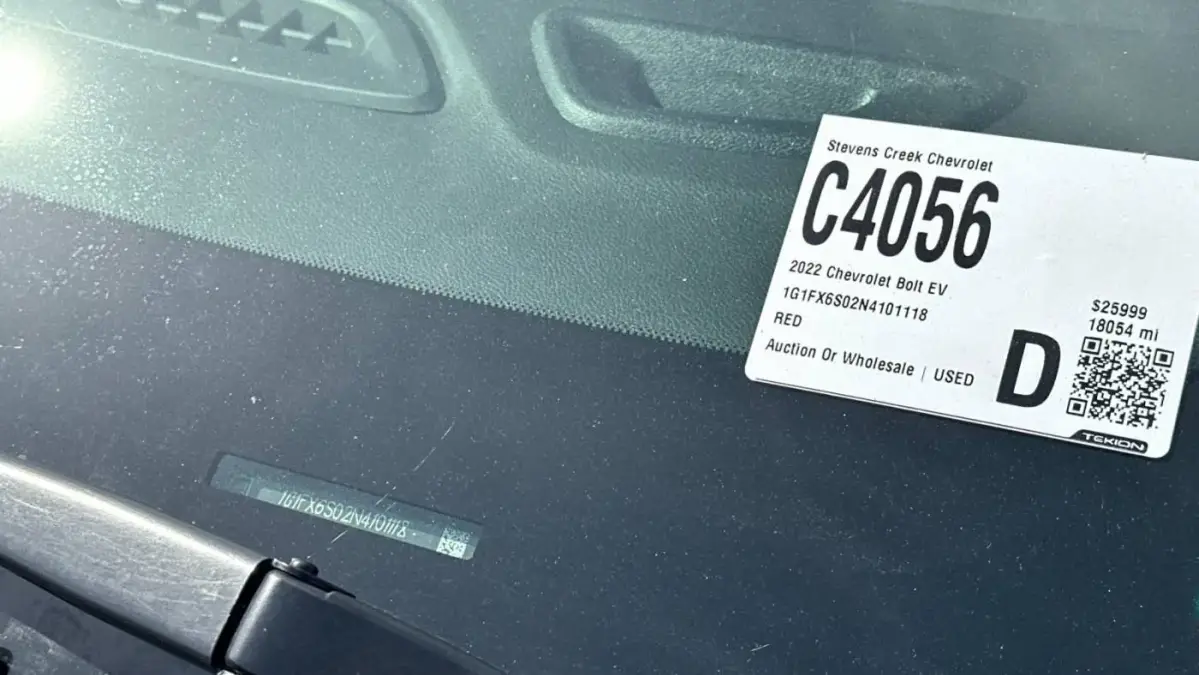 Stevens Creek Chevrolet
C4056
2022 Chevrolet Bolt EV
1G1FX6S02N4101118
RED
Auction Or Wholesale | USED
$25999
18054 mi
D
TEKION
1G1FX6S02N4101118